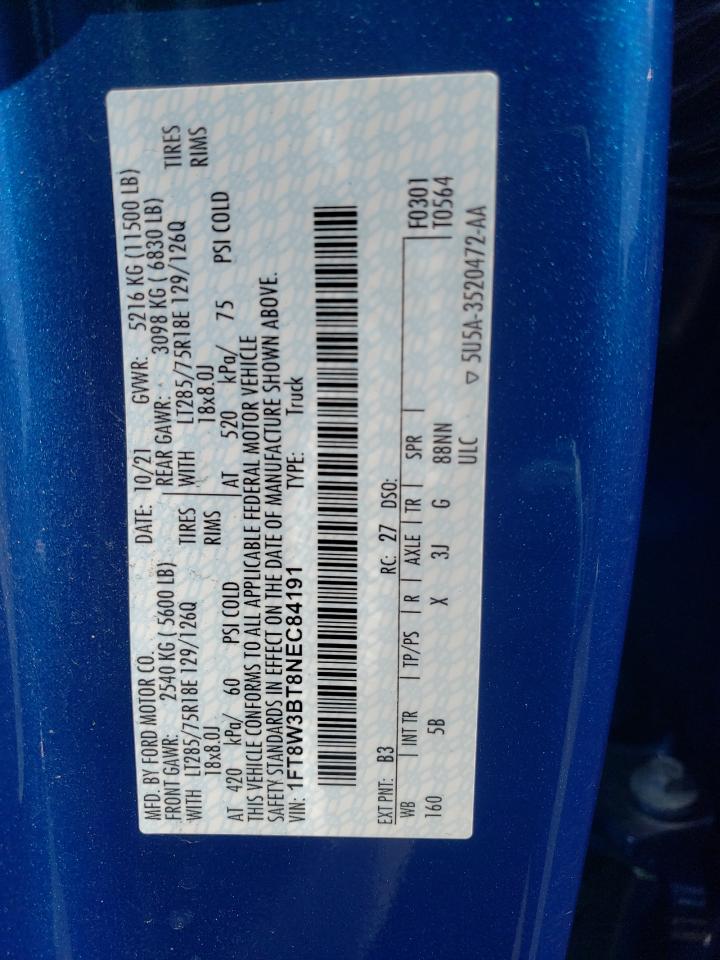 MFD. BY FORD MOTOR CO. DATE: 10/21 GVWR: 5216 KG (11500 LB)
FRONT GAWR: 2540 KG ( 5600 LB) REAR GAWR: 3098 KG ( 6830 LB)
WITH LT285/75R18E 129/126Q TIRES WITH LT285/75R18E 129/126Q TIRES
18x8.0J RIMS 18x8.0J RIMS
AT 420 kPa/ 60 PSI COLD AT 520 kPa/ 75 PSI COLD
THIS VEHICLE CONFORMS TO ALL APPLICABLE FEDERAL MOTOR VEHICLE
SAFETY STANDARDS IN EFFECT ON THE DATE OF MANUFACTURE SHOWN ABOVE.
VIN: 1FT8W3BT8NEC84191 TYPE: Truck
EXT PNT: B3 RC: 27 DSO:
WB INT TR TP/PS R AXLE TR SPR F0301
160 5B X 3J G 88NN T0564
ULC ▽ 5U5A-3520472-AA